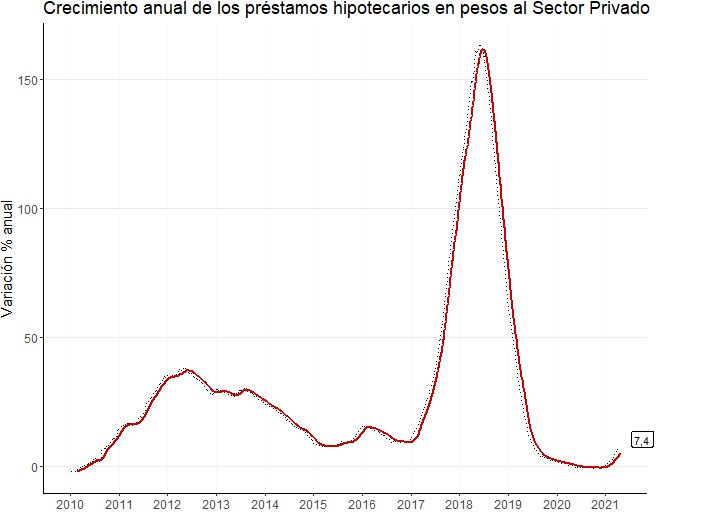 Crecimiento anual de los préstamos hipotecarios en pesos al Sector Privado
Variación % anual
150
100
50
0
7,4
2010 2011 2012 2013 2014 2015 2016 2017 2018 2019 2020 2021